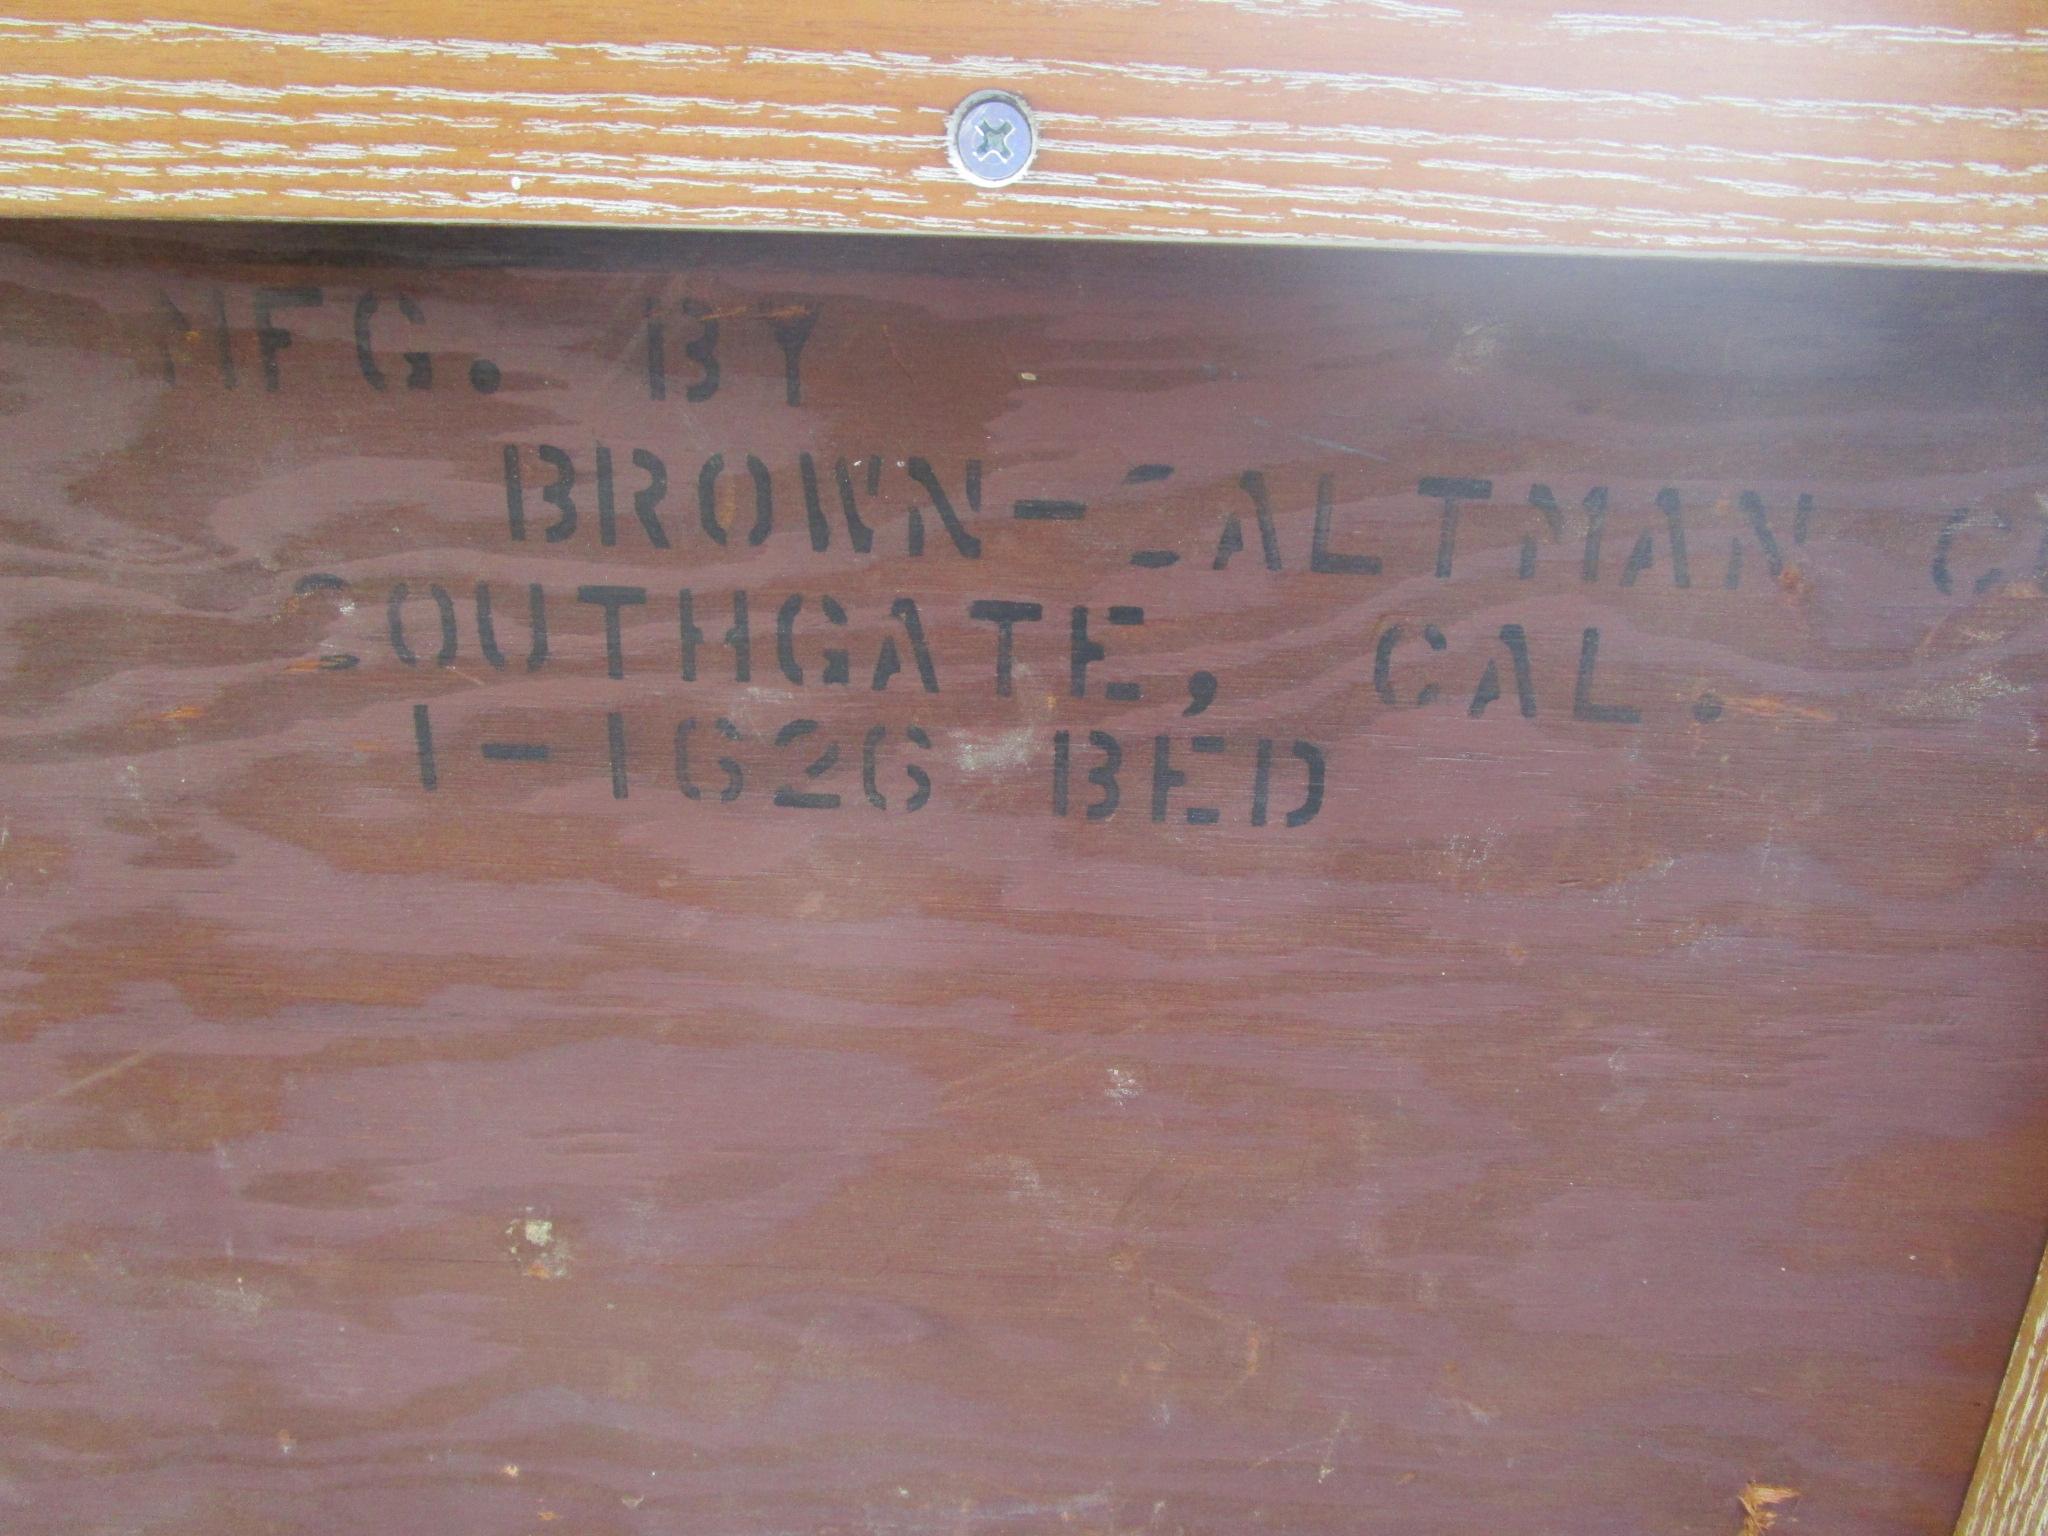 MFG. BY
BROWN-SALTMAN
SOUTHGATE, CAL.
1-1626 BED